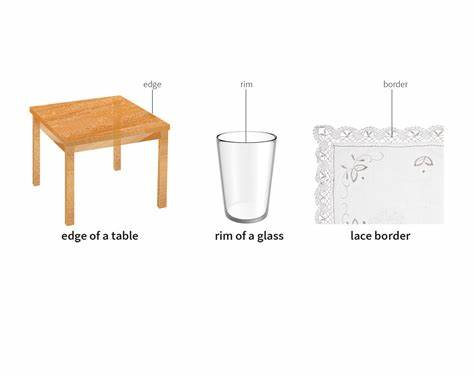 edge
rim
border
edge of a table
rim of a glass
lace border